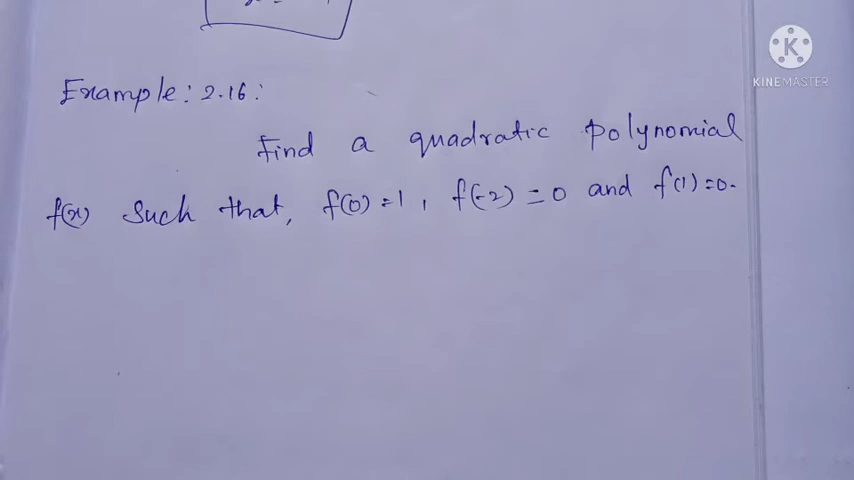 K
KINEMASTER
Example: 2.16:
Find a quadratic polynomial
f(x) such that, f(0)=1, f(-2)=0 and f(1)=0.